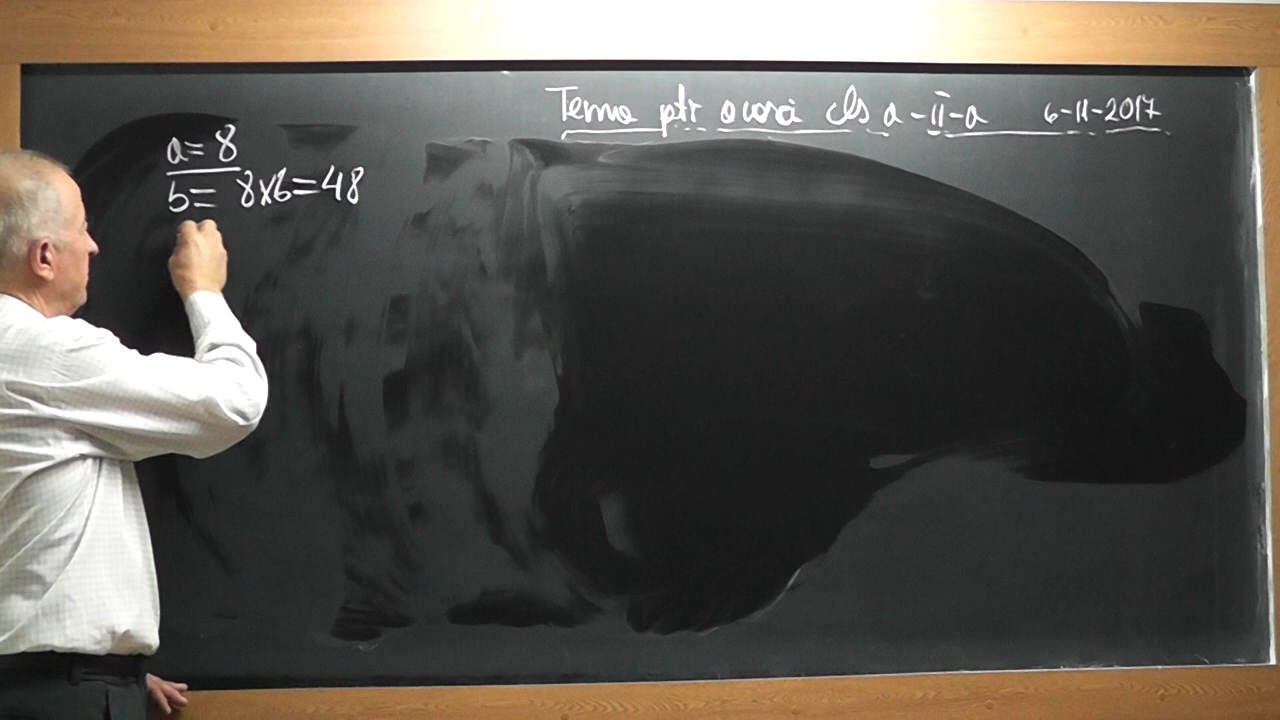 Tema ptr acasă cls a-II-a 6-11-2017
a=8
b= 8x6=48